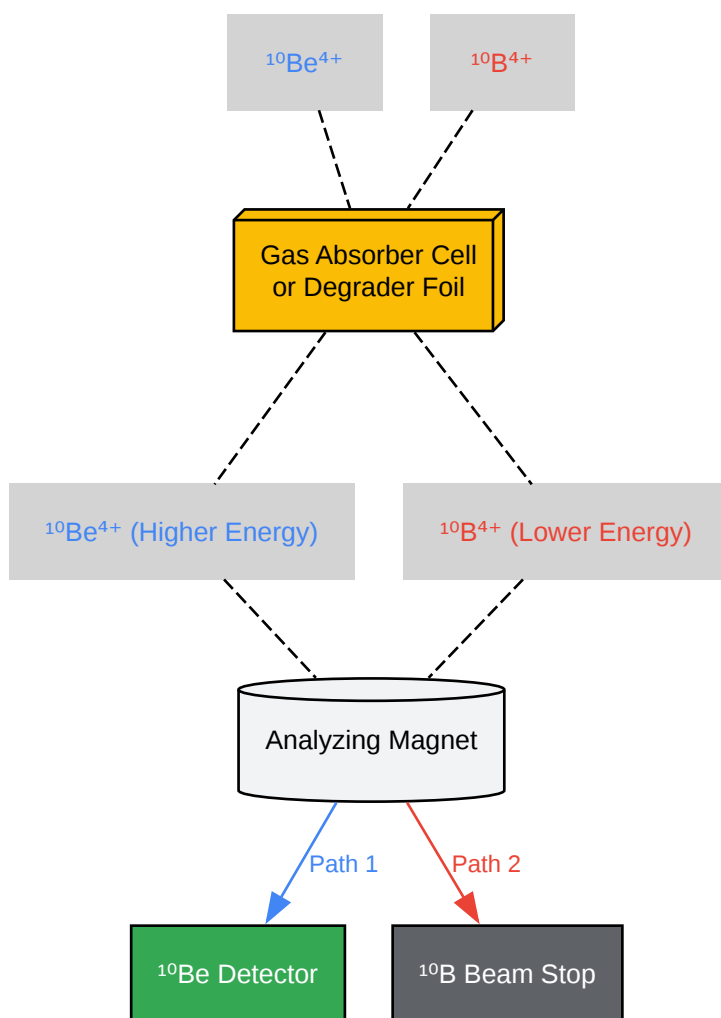 ¹⁰Be⁴⁺
¹⁰B⁴⁺
Gas Absorber Cell
or Degrader Foil
¹⁰Be⁴⁺ (Higher Energy)
¹⁰B⁴⁺ (Lower Energy)
Analyzing Magnet
Path 1
Path 2
¹⁰Be Detector
¹⁰B Beam Stop